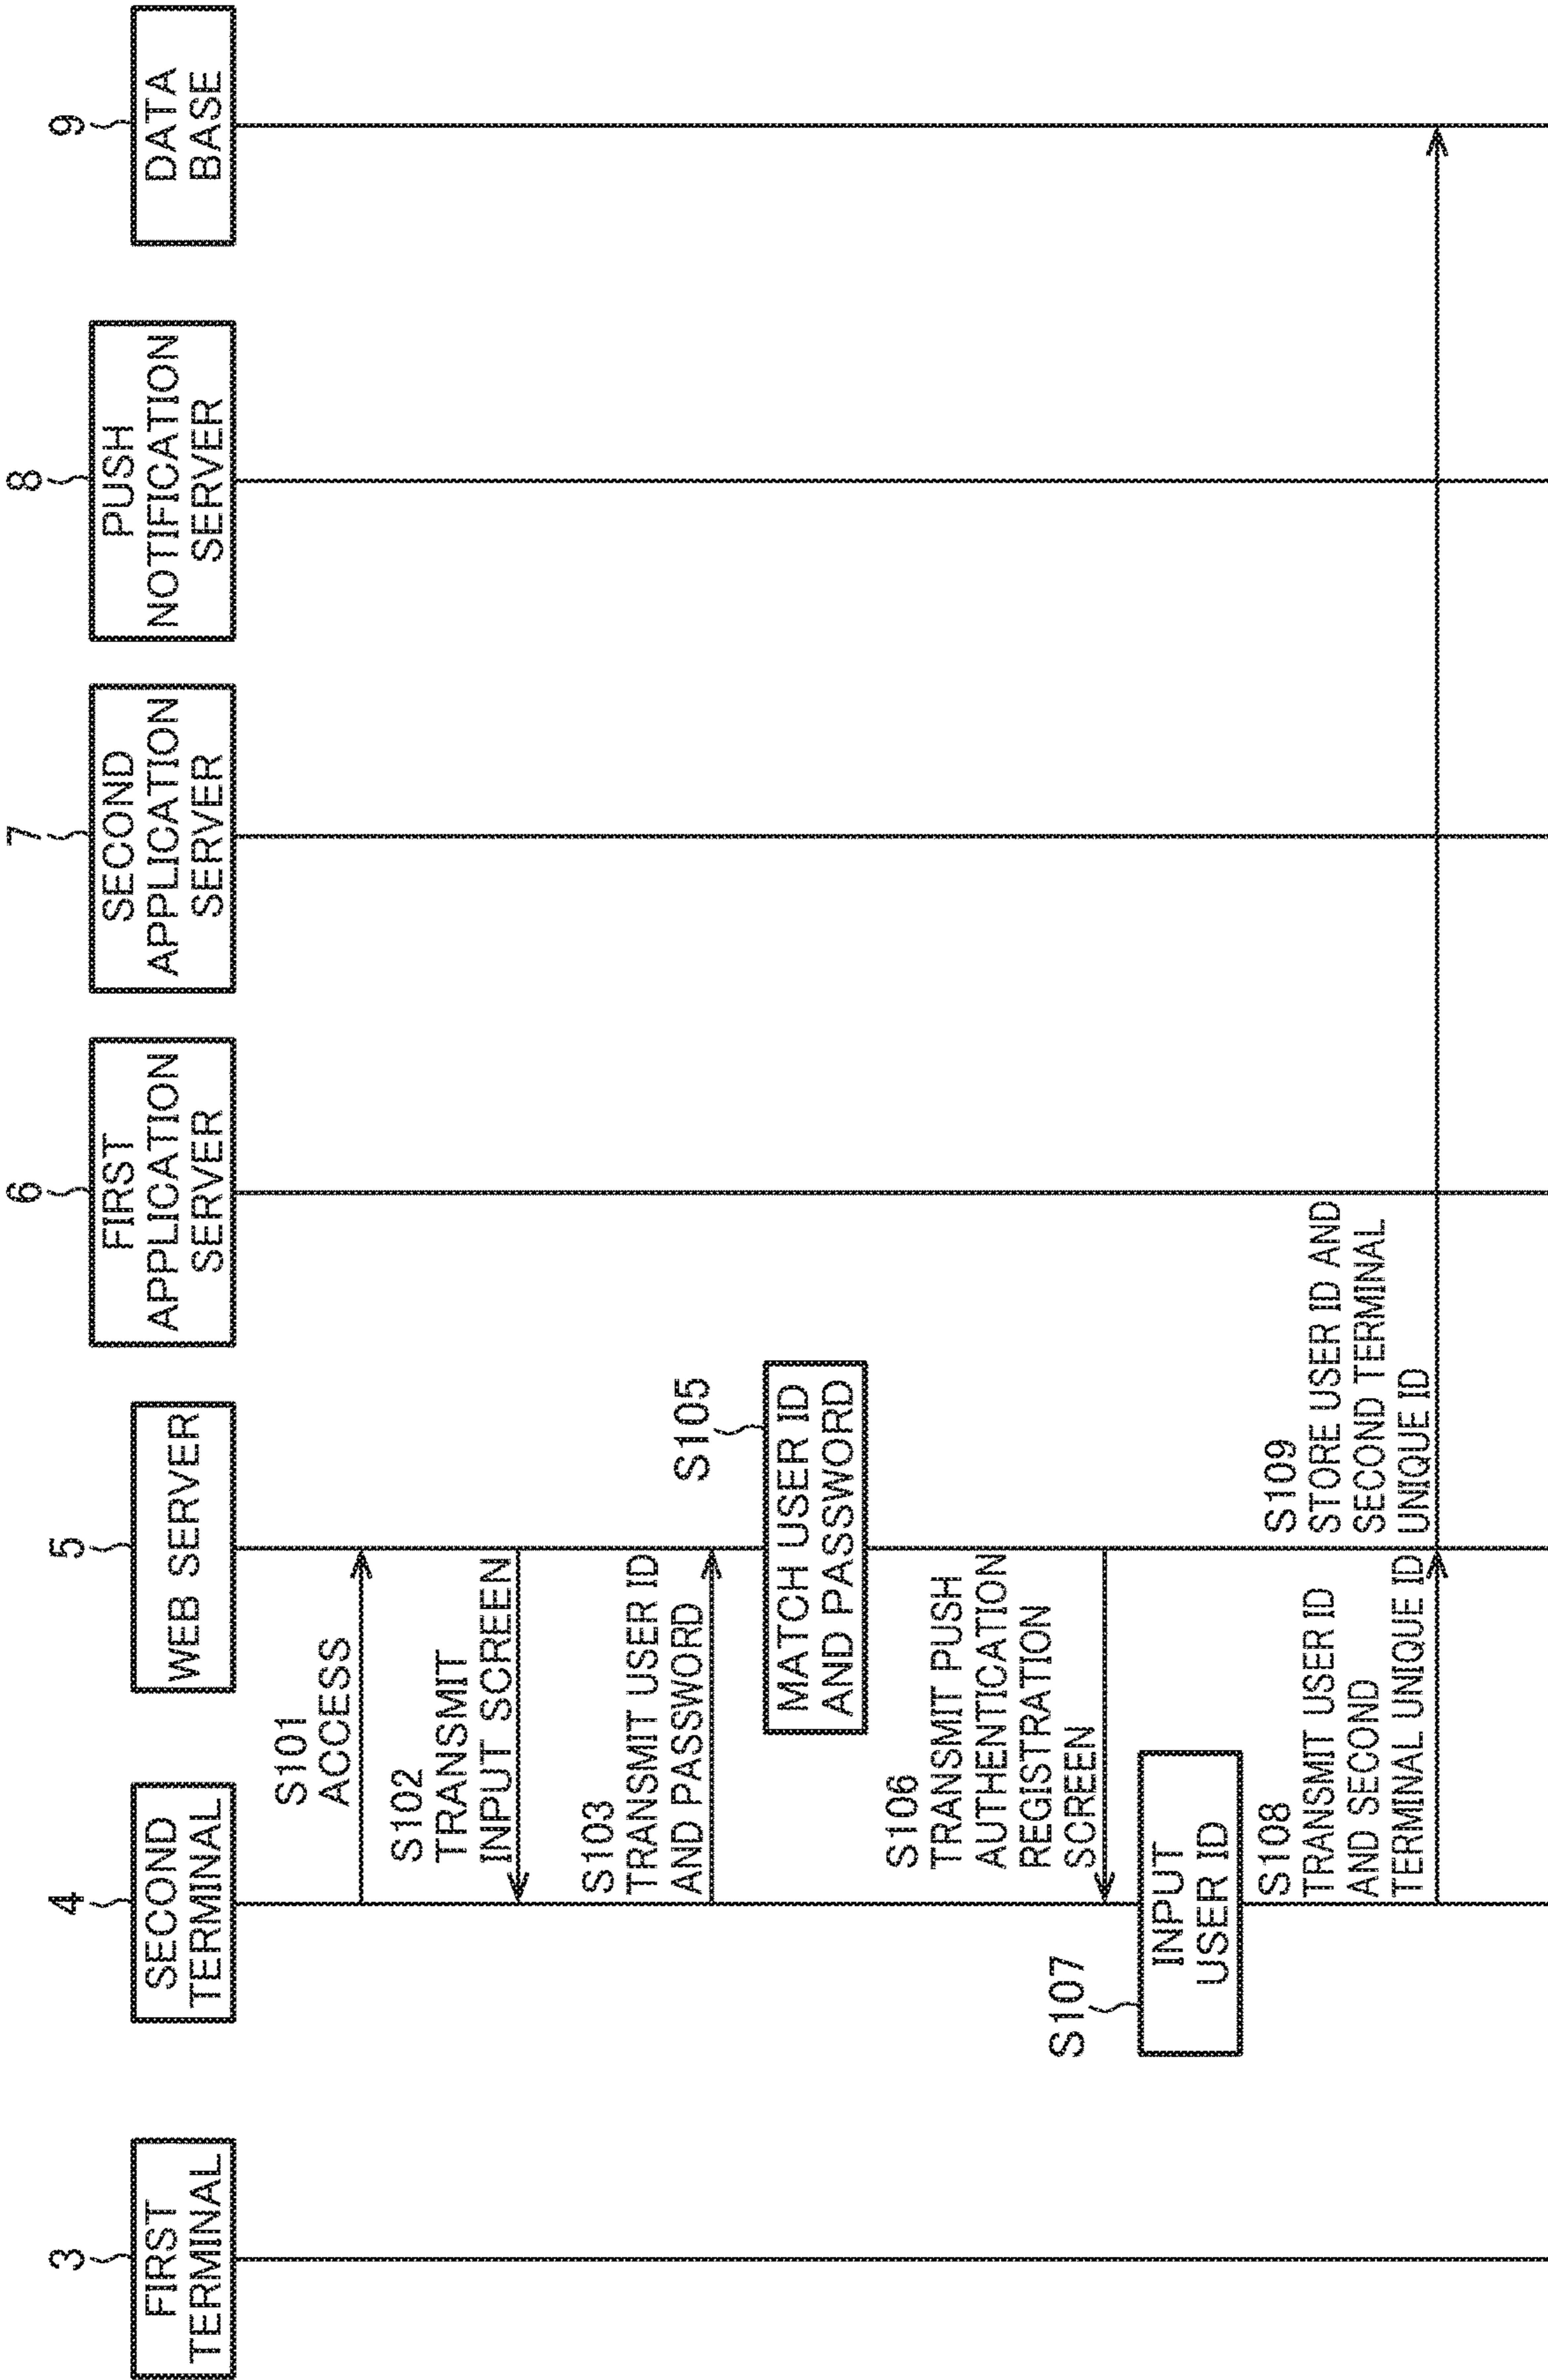 3
FIRST
TERMINAL
4
SECOND
TERMINAL
5
WEB SERVER
6
FIRST
APPLICATION
SERVER
7
SECOND
APPLICATION
SERVER
8
PUSH
NOTIFICATION
SERVER
9
DATA
BASE
S101
ACCESS
S102
TRANSMIT
INPUT SCREEN
S103
TRANSMIT USER ID
AND PASSWORD
S105
MATCH USER ID
AND PASSWORD
S106
TRANSMIT PUSH
AUTHENTICATION
REGISTRATION
SCREEN
S107
INPUT
USER ID
S108
TRANSMIT USER ID
AND SECOND
TERMINAL UNIQUE ID
S109
STORE USER ID AND
SECOND TERMINAL
UNIQUE ID